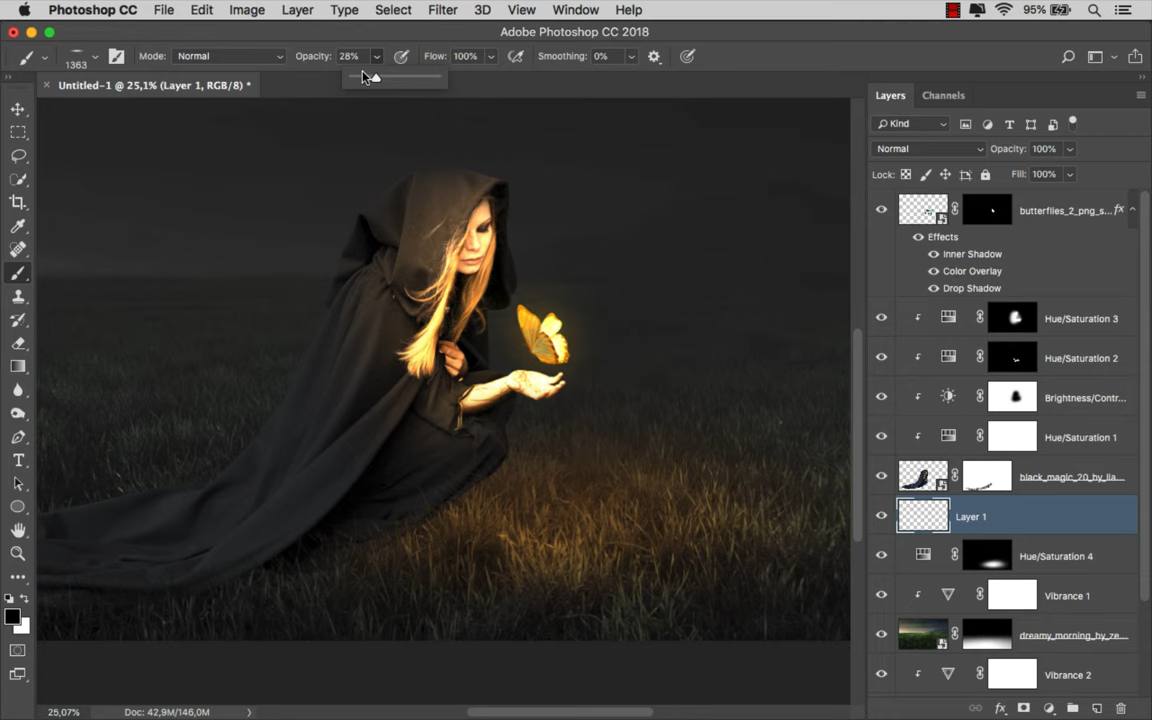 Photoshop CC File Edit Image Layer Type Select Filter 3D View Window Help 95%
Adobe Photoshop CC 2018
1363 Mode: Normal Opacity: 28% Flow: 100% Smoothing: 0%
× Untitled-1 @ 25,1% (Layer 1, RGB/8) *
Layers Channels
Kind
Normal Opacity: 100%
Lock: Fill: 100%
butterflies_2_png_s... fx
Effects
Inner Shadow
Color Overlay
Drop Shadow
Hue/Saturation 3
Hue/Saturation 2
Brightness/Contr...
Hue/Saturation 1
black_magic_20_by_lia...
Layer 1
Hue/Saturation 4
Vibrance 1
dreamy_morning_by_ze...
Vibrance 2
25,07% Doc: 42,9M/146,0M fx